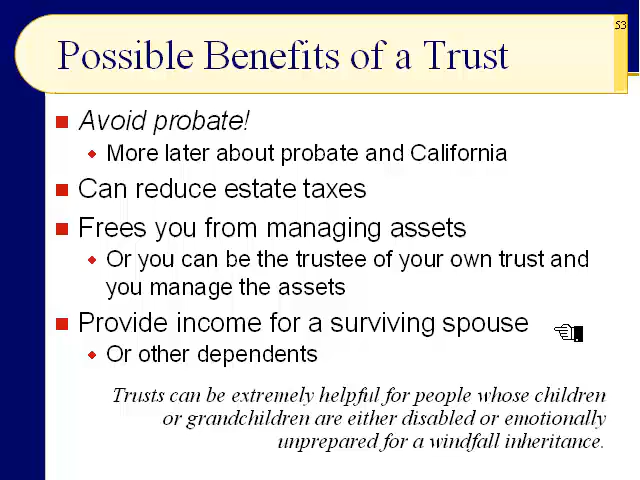 53
Possible Benefits of a Trust
Avoid probate!
More later about probate and California
Can reduce estate taxes
Frees you from managing assets
Or you can be the trustee of your own trust and
you manage the assets
Provide income for a surviving spouse
Or other dependents
Trusts can be extremely helpful for people whose children
or grandchildren are either disabled or emotionally
unprepared for a windfall inheritance.